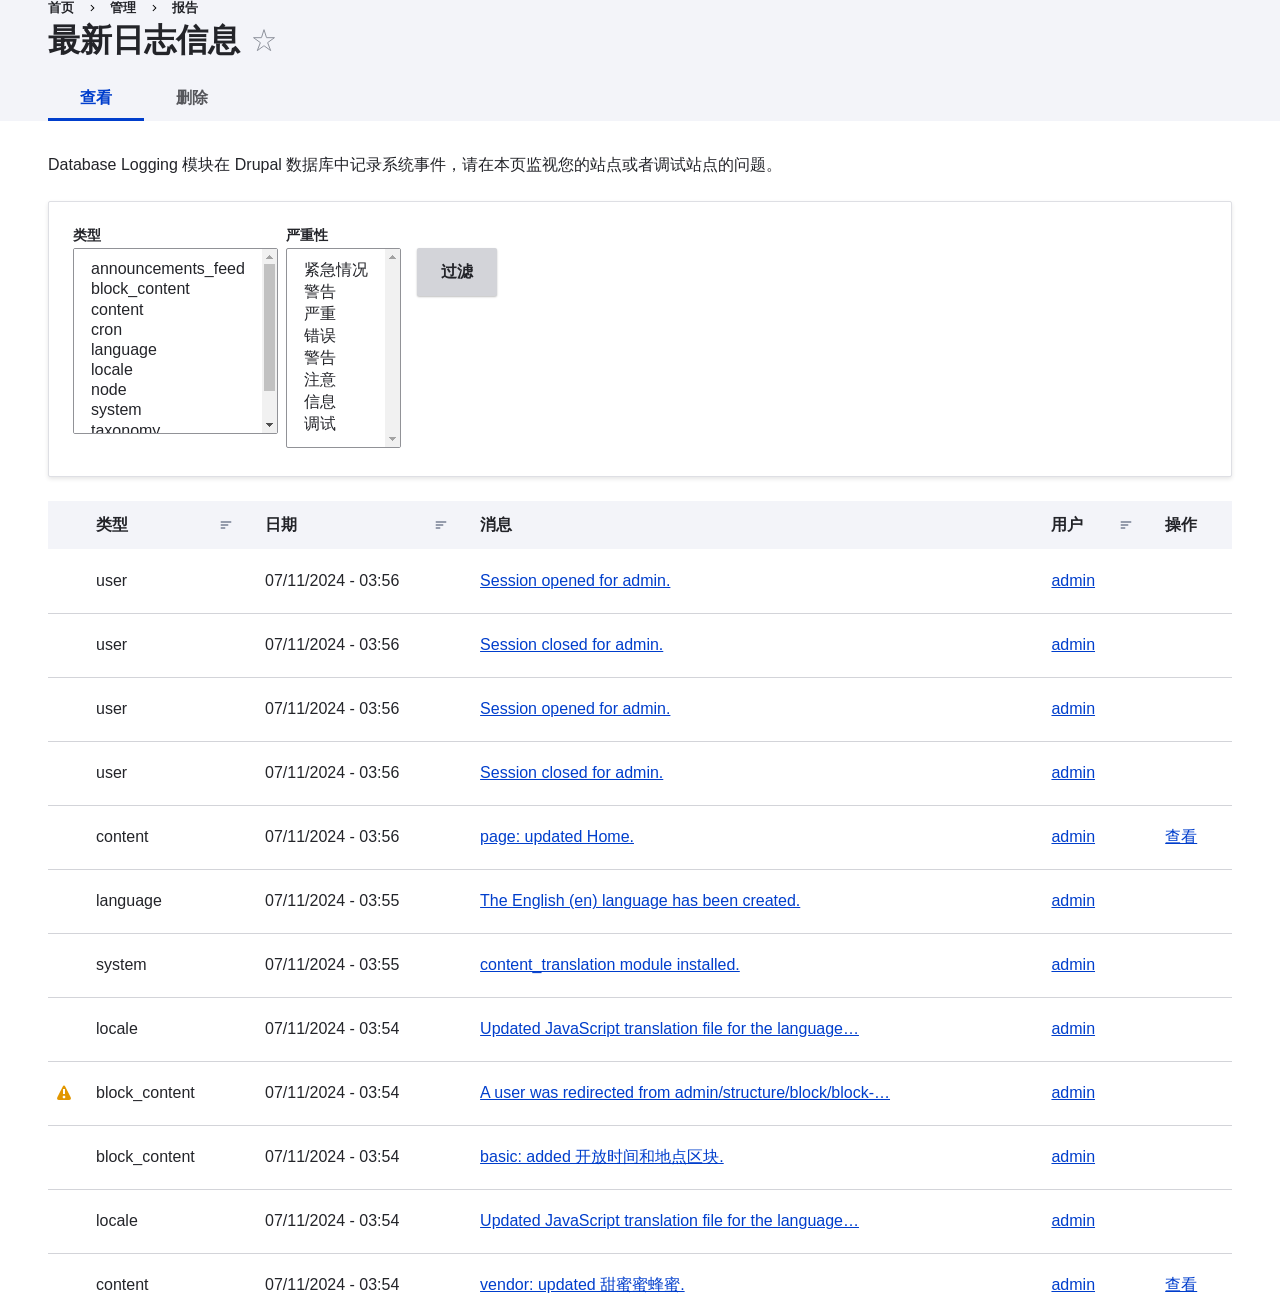 首页 › 管理 › 报告
最新日志信息 ☆
查看 删除
Database Logging 模块在 Drupal 数据库中记录系统事件，请在本页监视您的站点或者调试站点的问题。
类型
announcements_feed
block_content
content
cron
language
locale
node
system
taxonomy
严重性
紧急情况
警告
严重
错误
警告
注意
信息
调试
过滤
类型 日期 消息 用户 操作
user 07/11/2024 - 03:56 Session opened for admin. admin
user 07/11/2024 - 03:56 Session closed for admin. admin
user 07/11/2024 - 03:56 Session opened for admin. admin
user 07/11/2024 - 03:56 Session closed for admin. admin
content 07/11/2024 - 03:56 page: updated Home. admin 查看
language 07/11/2024 - 03:55 The English (en) language has been created. admin
system 07/11/2024 - 03:55 content_translation module installed. admin
locale 07/11/2024 - 03:54 Updated JavaScript translation file for the language… admin
block_content 07/11/2024 - 03:54 A user was redirected from admin/structure/block/block-… admin
block_content 07/11/2024 - 03:54 basic: added 开放时间和地点区块. admin
locale 07/11/2024 - 03:54 Updated JavaScript translation file for the language… admin
content 07/11/2024 - 03:54 vendor: updated 甜蜜蜜蜂蜜. admin 查看